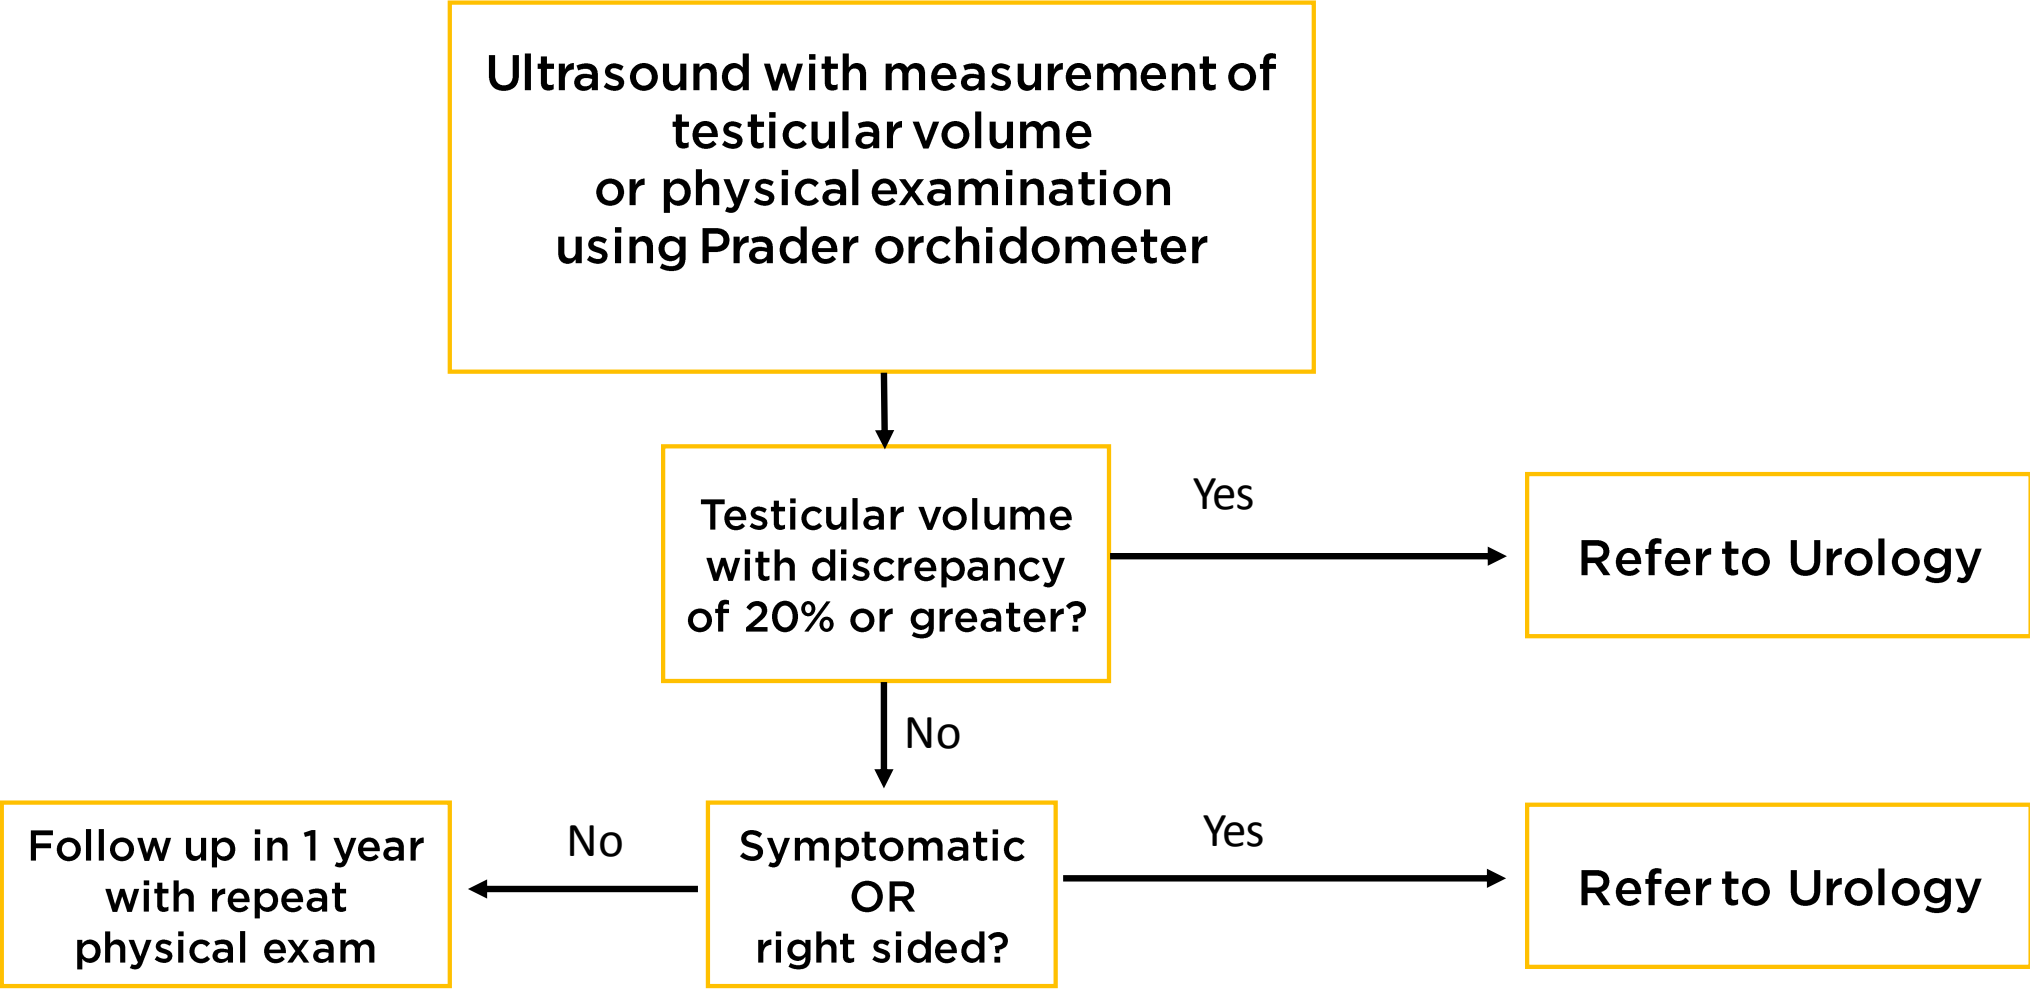 Ultrasound with measurement of
testicular volume
or physical examination
using Prader orchidometer
Testicular volume
with discrepancy
of 20% or greater?
Yes
Refer to Urology
No
Follow up in 1 year
with repeat
physical exam
No
Symptomatic
OR
right sided?
Yes
Refer to Urology